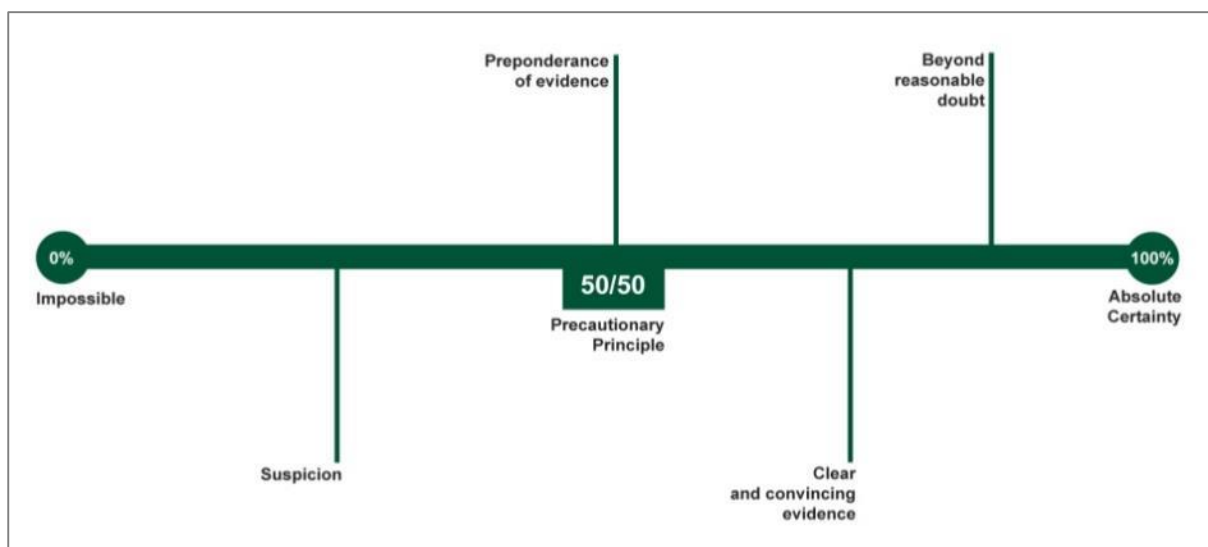 Preponderance
of evidence
Beyond
reasonable
doubt
0%
100%
Impossible
50/50
Absolute
Certainty
Precautionary
Principle
Suspicion
Clear
and convincing
evidence